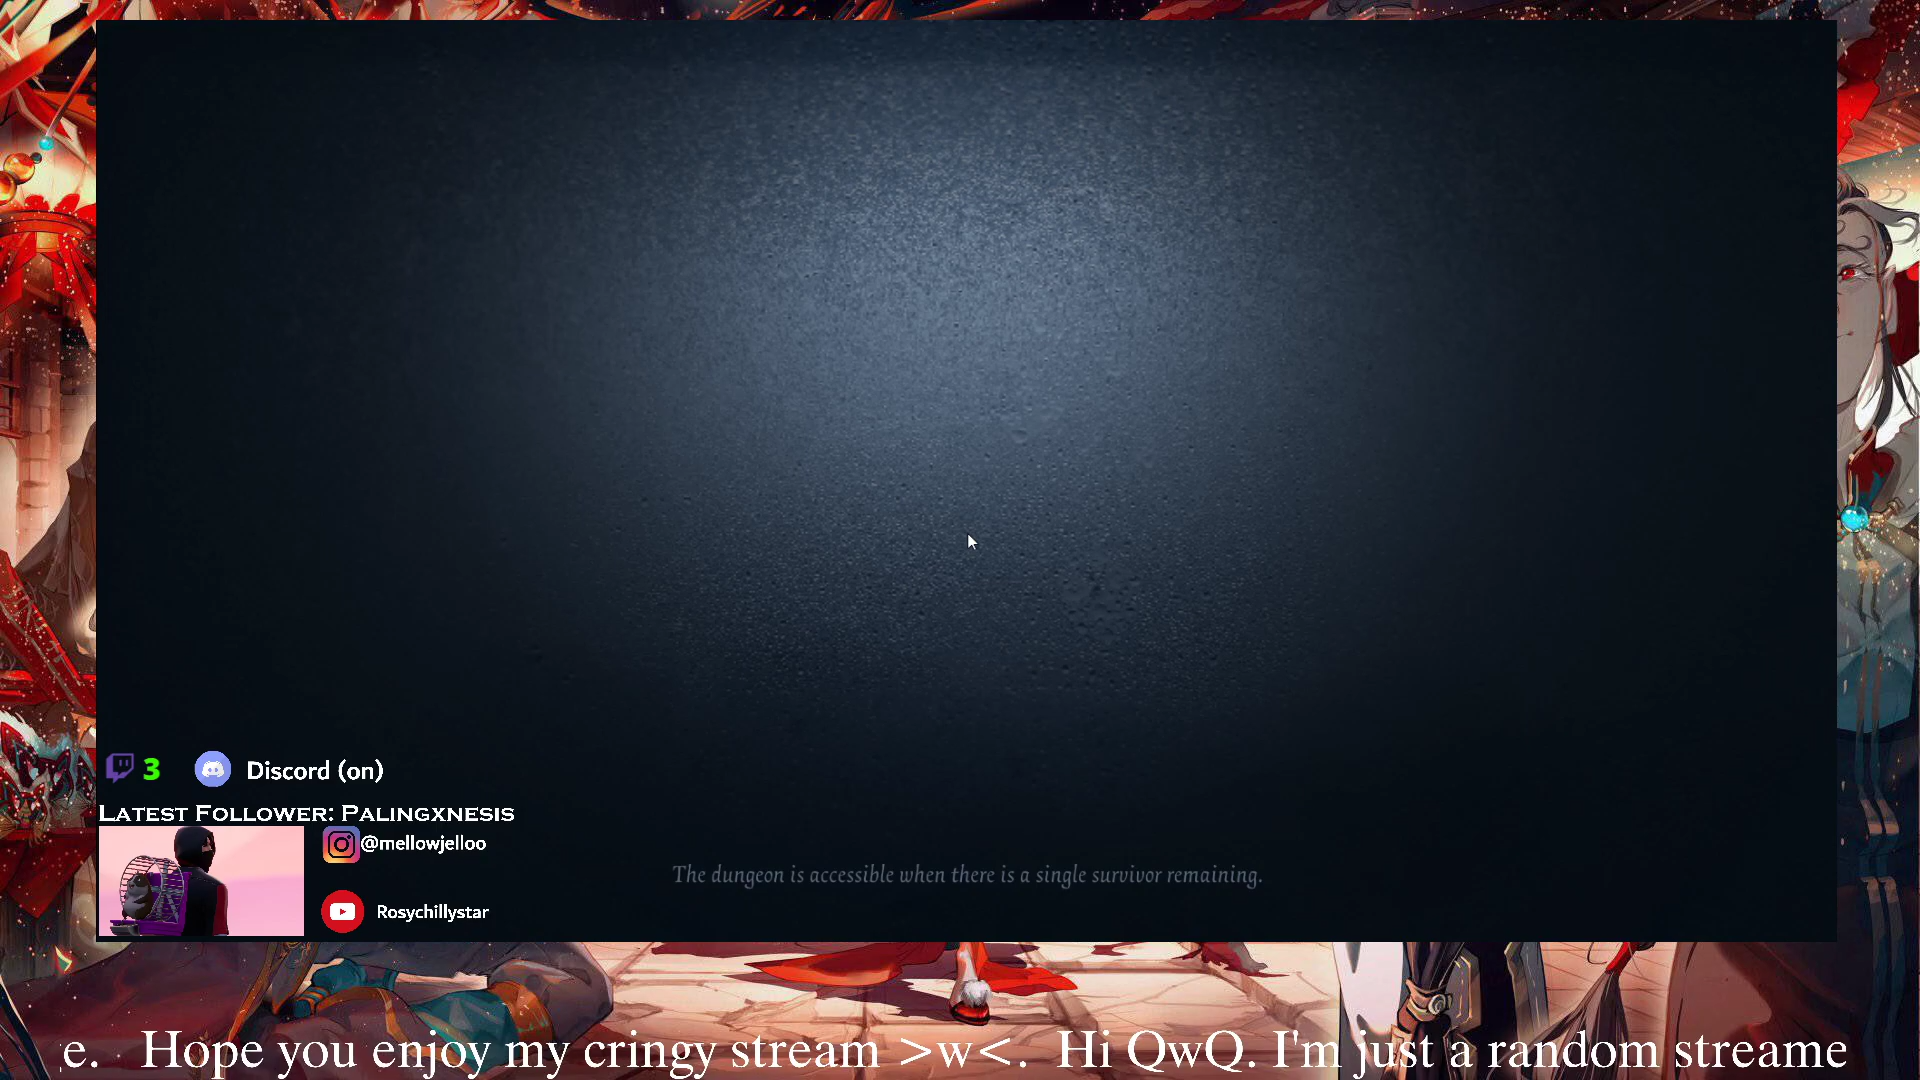 3
Discord (on)
Latest Follower: Palingxnesis
@mellowjelloo
Rosychillystar
The dungeon is accessible when there is a single survivor remaining.
e. Hope you enjoy my cringy stream >w<. Hi QwQ. I'm just a random streame